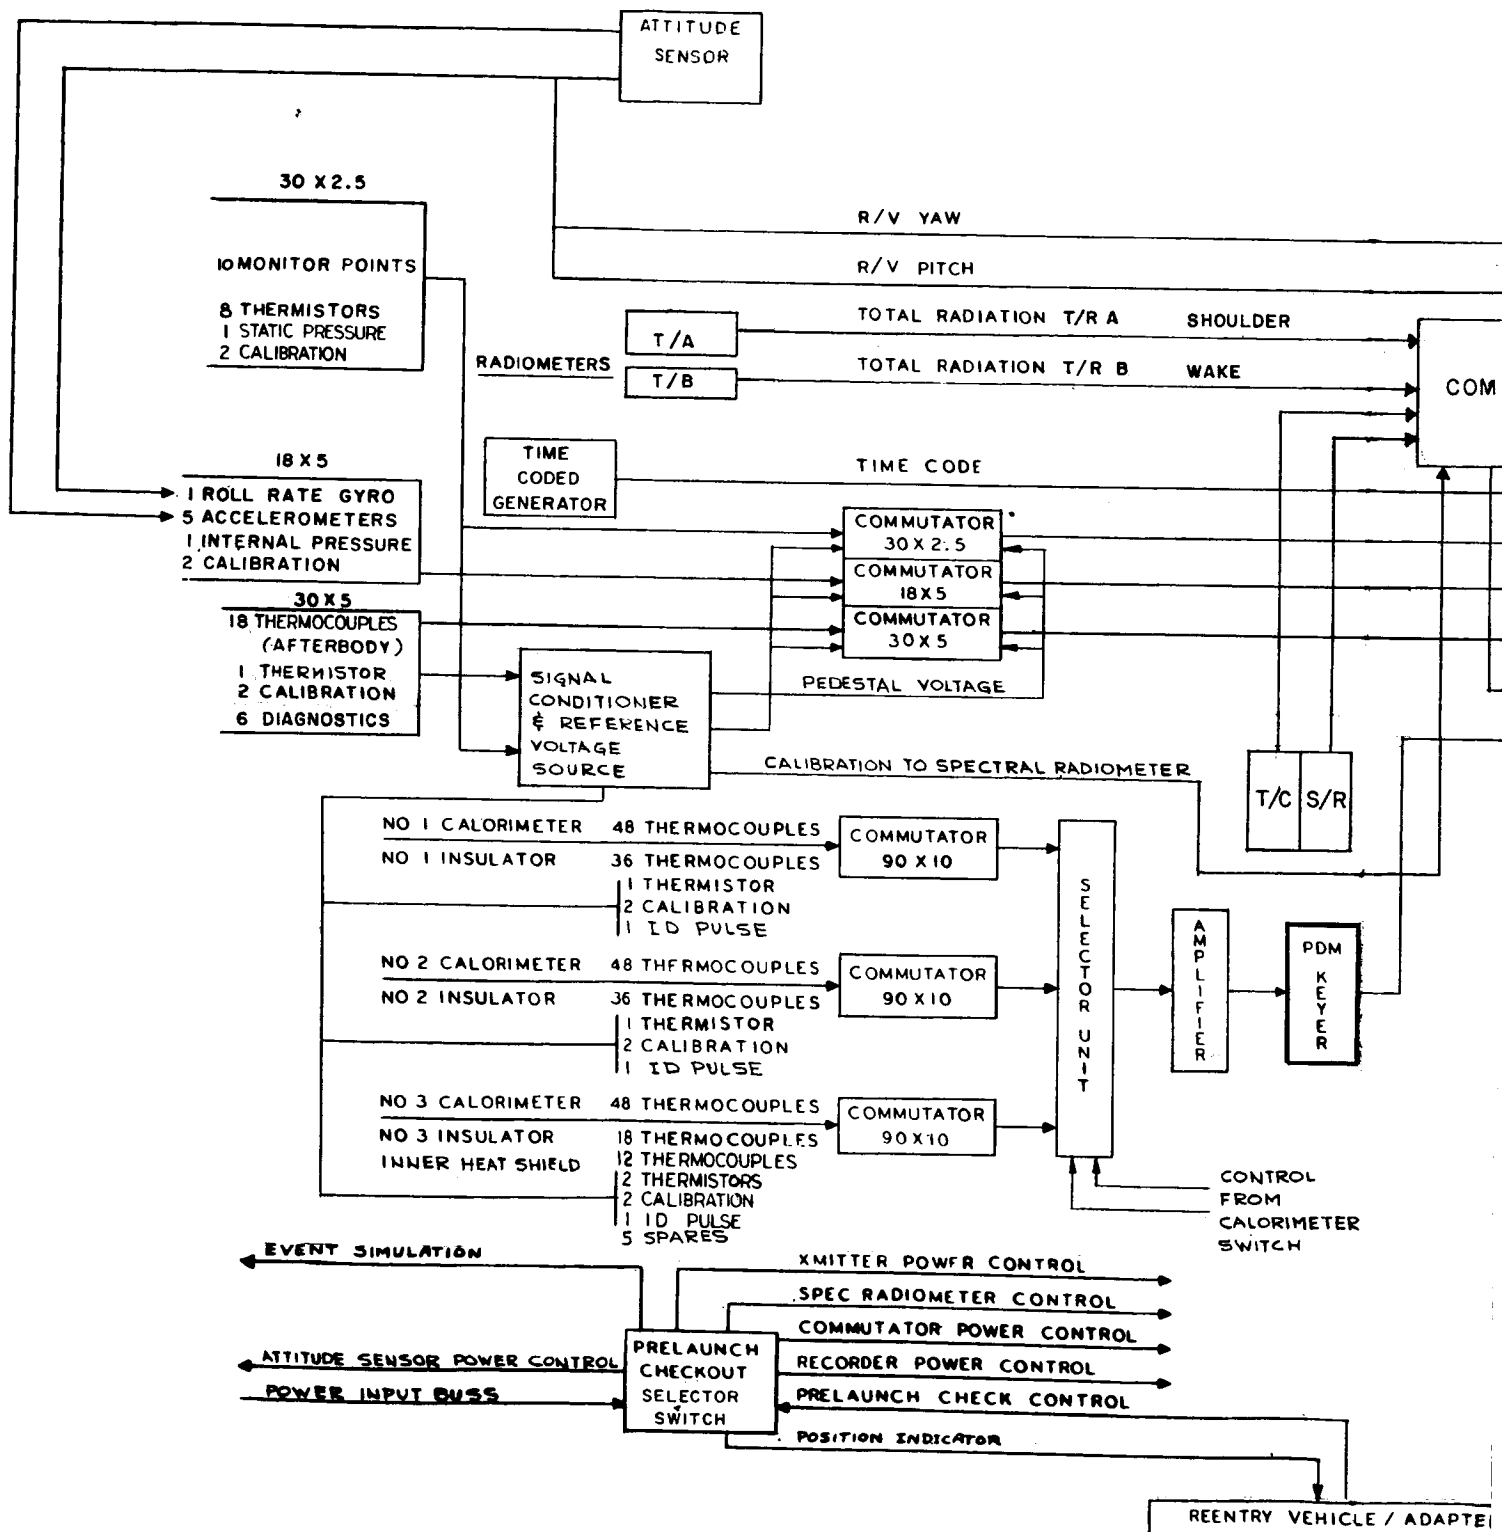 ATTITUDE
SENSOR
30 X 2.5
10 MONITOR POINTS
8 THERMISTORS
1 STATIC PRESSURE
2 CALIBRATION
R/V YAW
R/V PITCH
TOTAL RADIATION T/R A SHOULDER
T/A
RADIOMETERS
TOTAL RADIATION T/R B WAKE
T/B
COM
18 X 5
1 ROLL RATE GYRO
5 ACCELEROMETERS
1 INTERNAL PRESSURE
2 CALIBRATION
TIME
CODED
GENERATOR
TIME CODE
COMMUTATOR
30 X 2.5
COMMUTATOR
18X5
COMMUTATOR
30X5
30X5
18 THERMOCOUPLES
(AFTERBODY)
1 THERMISTOR
2 CALIBRATION
6 DIAGNOSTICS
SIGNAL
CONDITIONER
& REFERENCE
VOLTAGE
SOURCE
PEDESTAL VOLTAGE
CALIBRATION TO SPECTRAL RADIOMETER
T/C S/R
NO 1 CALORIMETER 48 THERMOCOUPLES
NO 1 INSULATOR 36 THERMOCOUPLES
1 THERMISTOR
2 CALIBRATION
1 ID PULSE
COMMUTATOR
90 X 10
NO 2 CALORIMETER 48 THERMOCOUPLES
NO 2 INSULATOR 36 THERMOCOUPLES
1 THERMISTOR
2 CALIBRATION
1 ID PULSE
COMMUTATOR
90 X 10
NO 3 CALORIMETER 48 THERMOCOUPLES
NO 3 INSULATOR 18 THERMOCOUPLES
INNER HEAT SHIELD 12 THERMOCOUPLES
2 THERMISTORS
2 CALIBRATION
1 ID PULSE
5 SPARES
COMMUTATOR
90X10
SELECTOR UNIT
AMPLIFIER
PDM
KEYER
CONTROL
FROM
CALORIMETER
SWITCH
EVENT SIMULATION
ATTITUDE SENSOR POWER CONTROL
POWER INPUT BUSS
PRELAUNCH
CHECKOUT
SELECTOR
SWITCH
XMITTER POWER CONTROL
SPEC RADIOMETER CONTROL
COMMUTATOR POWER CONTROL
RECORDER POWER CONTROL
PRELAUNCH CHECK CONTROL
POSITION INDICATOR
REENTRY VEHICLE / ADAPTE